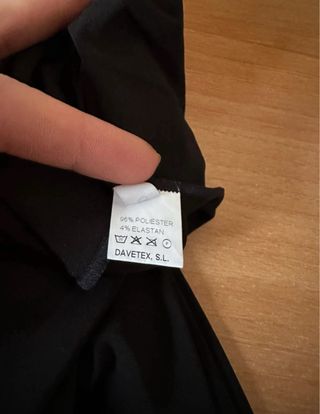 96% POLIESTER
4% ELASTAN
DAVETEX, S.L.